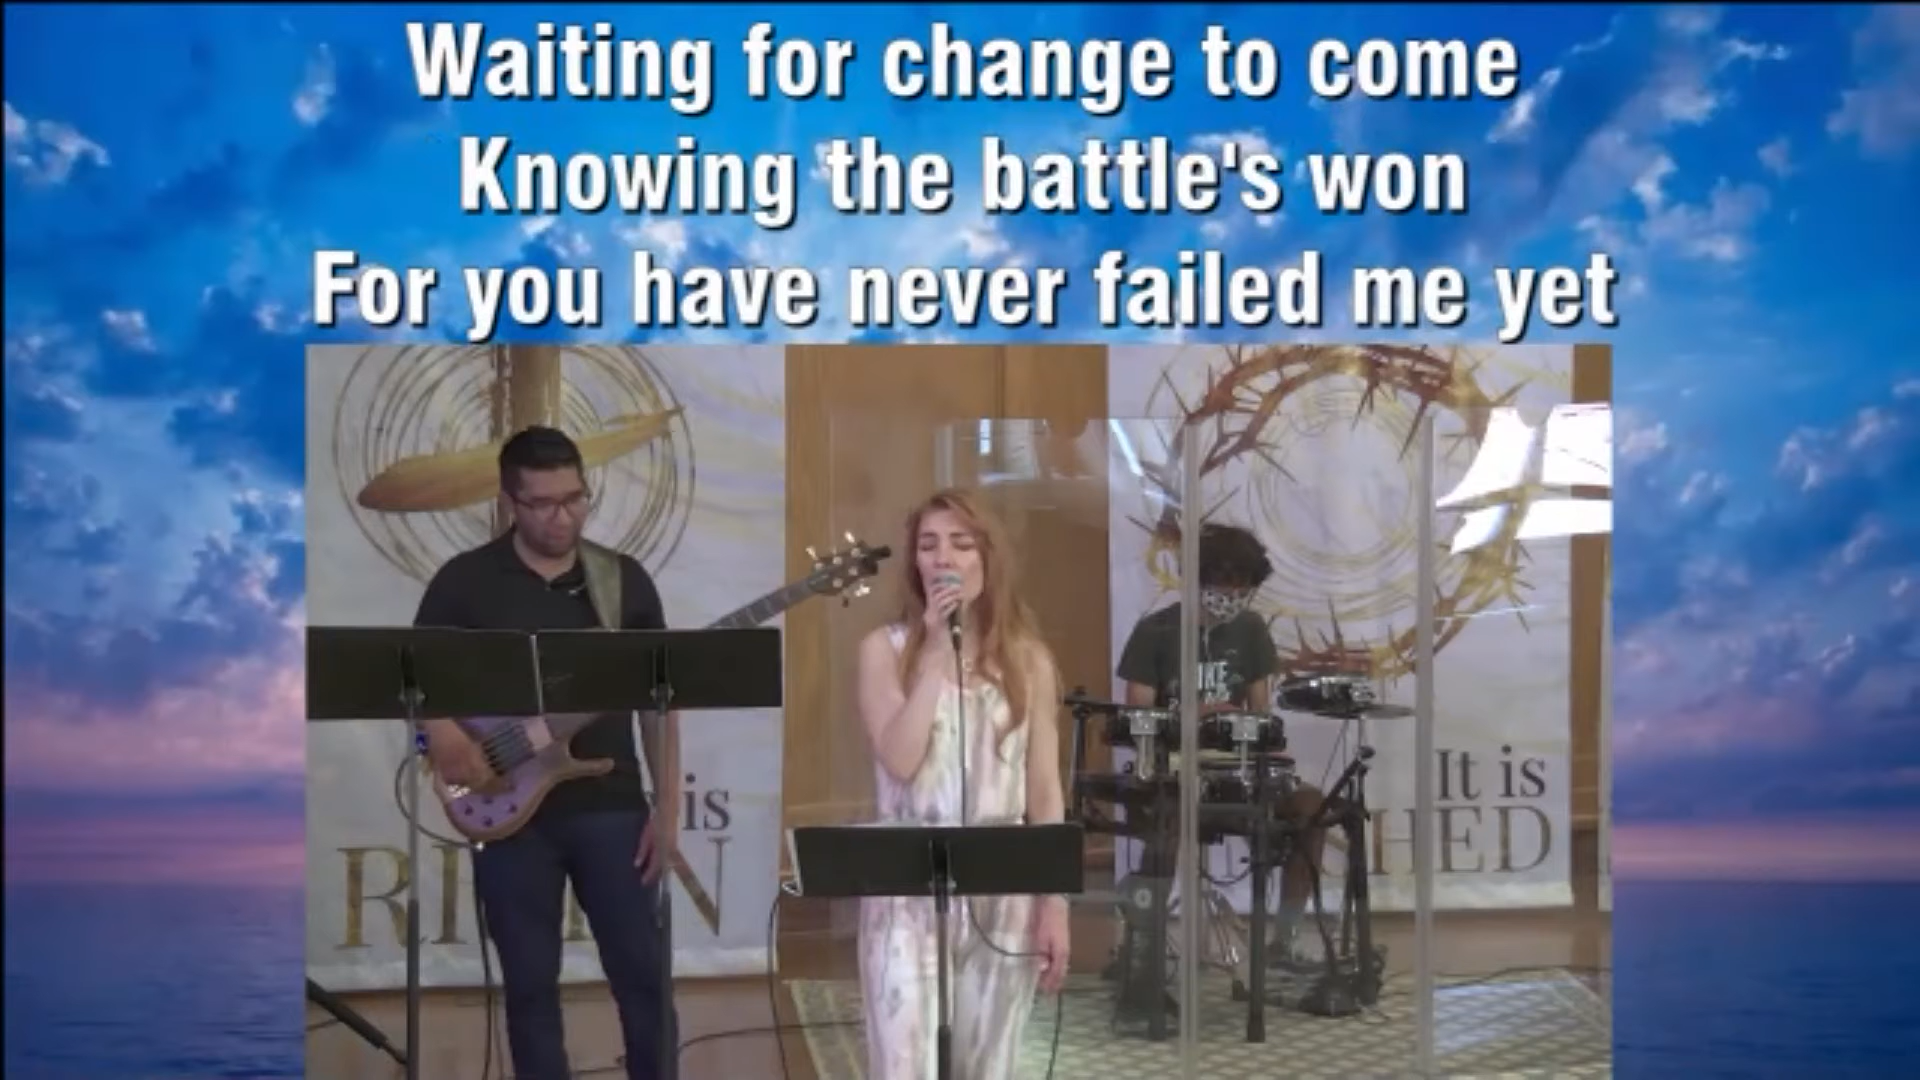 Waiting for change to come
Knowing the battle's won
For you have never failed me yet
is
It is